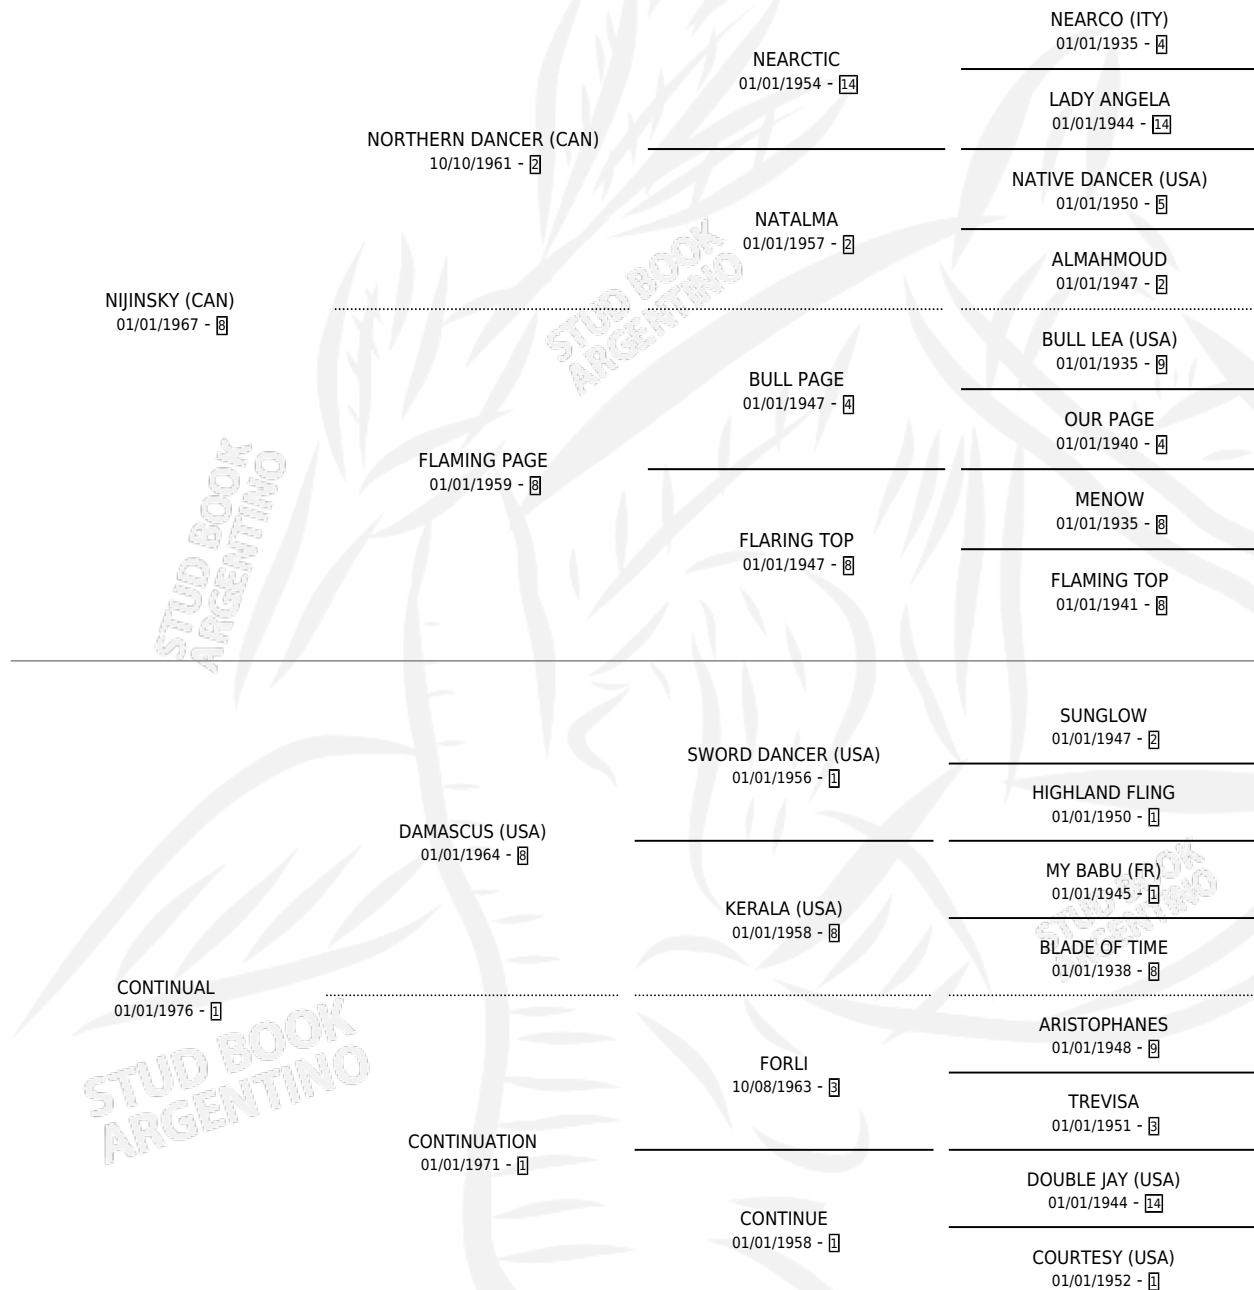 NIJINSKY (CAN)
01/01/1967 - 8
NORTHERN DANCER (CAN)
10/10/1961 - 2
FLAMING PAGE
01/01/1959 - 8
NEARCTIC
01/01/1954 - 14
NATALMA
01/01/1957 - 2
BULL PAGE
01/01/1947 - 4
FLARING TOP
01/01/1947 - 8
NEARCO (ITY)
01/01/1935 - 4
LADY ANGELA
01/01/1944 - 14
NATIVE DANCER (USA)
01/01/1950 - 5
ALMAHMOUD
01/01/1947 - 2
BULL LEA (USA)
01/01/1935 - 9
OUR PAGE
01/01/1940 - 4
MENOW
01/01/1935 - 8
FLAMING TOP
01/01/1941 - 8
STUD BOOK
ARGENTINO
STUD BOOK
ARGENTINO
CONTINUAL
01/01/1976 - 1
DAMASCUS (USA)
01/01/1964 - 8
CONTINUATION
01/01/1971 - 1
SWORD DANCER (USA)
01/01/1956 - 1
KERALA (USA)
01/01/1958 - 8
FORLI
10/08/1963 - 3
CONTINUE
01/01/1958 - 1
SUNGLOW
01/01/1947 - 2
HIGHLAND FLING
01/01/1950 - 1
MY BABU (FR)
01/01/1945 - 1
BLADE OF TIME
01/01/1938 - 8
ARISTOPHANES
01/01/1948 - 9
TREVISA
01/01/1951 - 3
DOUBLE JAY (USA)
01/01/1944 - 14
COURTESY (USA)
01/01/1952 - 1
STUD BOOK
ARGENTINO
STUD BOOK
ARGENTINO